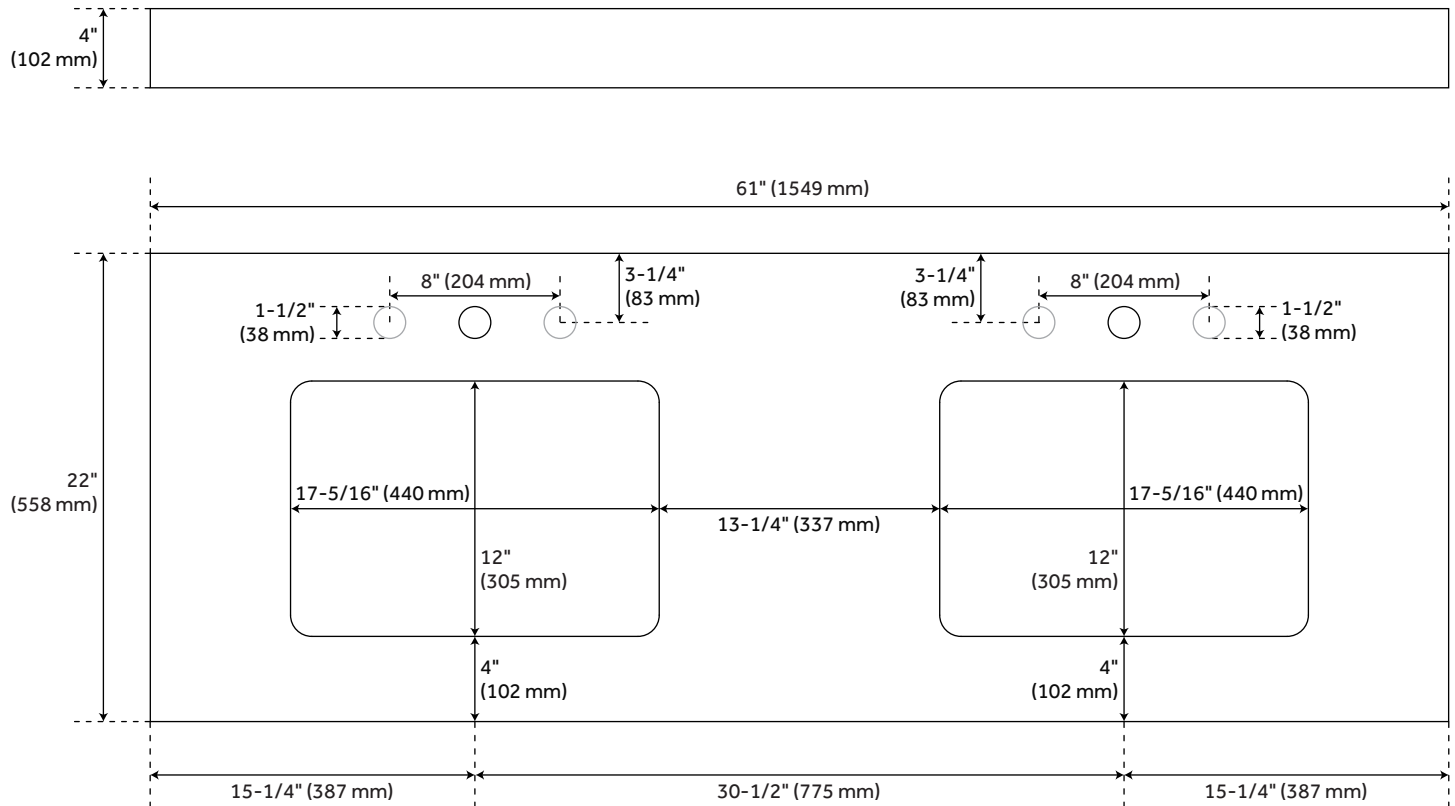 4"
(102 mm)
61" (1549 mm)
8" (204 mm)
3-1/4"
(83 mm)
1-1/2"
(38 mm)
3-1/4"
(83 mm)
8" (204 mm)
1-1/2"
(38 mm)
22"
(558 mm)
17-5/16" (440 mm)
13-1/4" (337 mm)
17-5/16" (440 mm)
12"
(305 mm)
12"
(305 mm)
4"
(102 mm)
4"
(102 mm)
15-1/4" (387 mm)
30-1/2" (775 mm)
15-1/4" (387 mm)